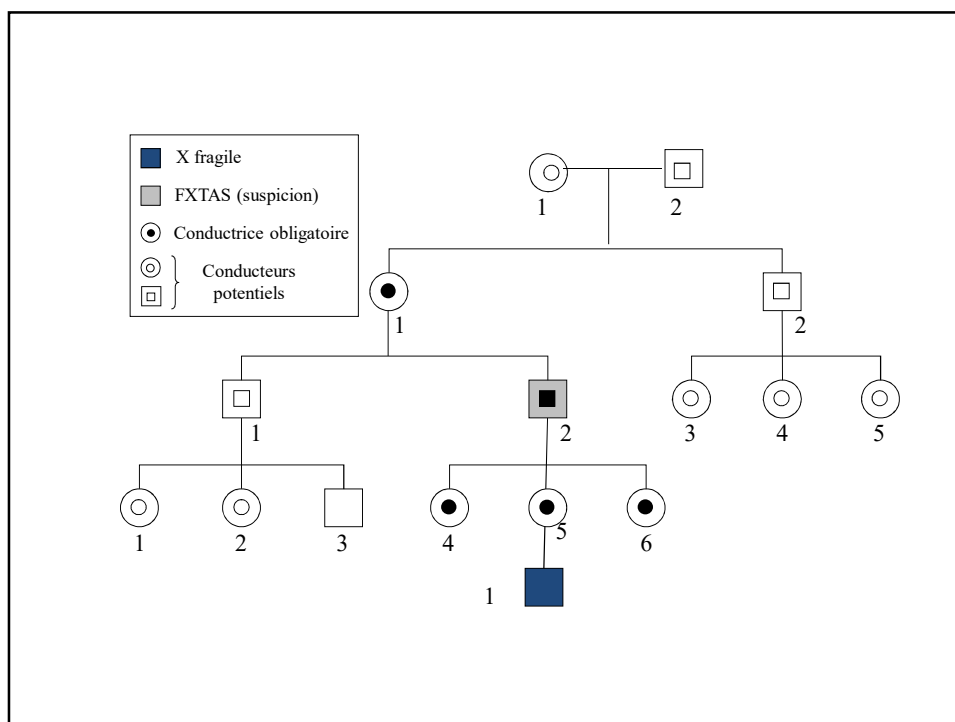 X fragile
FXTAS (suspicion)
Conductrice obligatoire
Conducteurs
potentiels
1 2
1 2
1 2 3 4 5
1 2 3 4 5 6
1